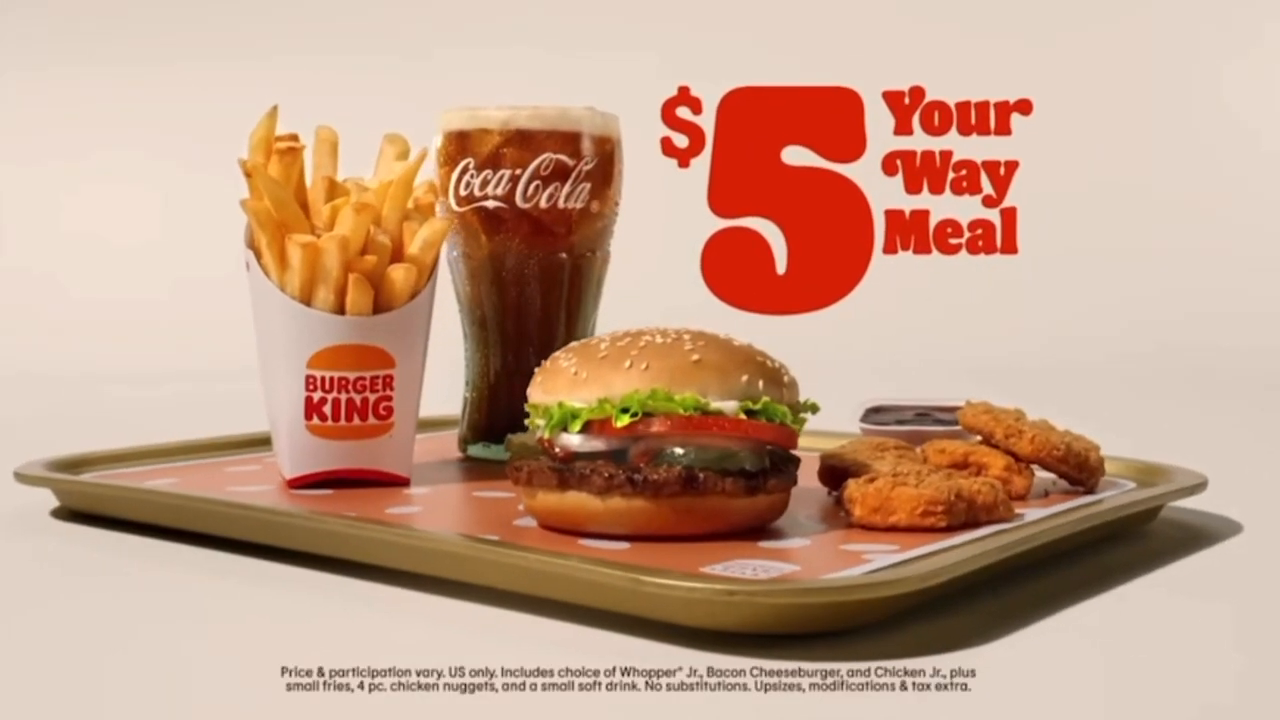 $5 Your
Way
Meal
Coca-Cola®
BURGER
KING
Price & participation vary. US only. Includes choice of Whopper® Jr., Bacon Cheeseburger, and Chicken Jr., plus
small fries, 4 pc. chicken nuggets, and a small soft drink. No substitutions. Upsizes, modifications & tax extra.